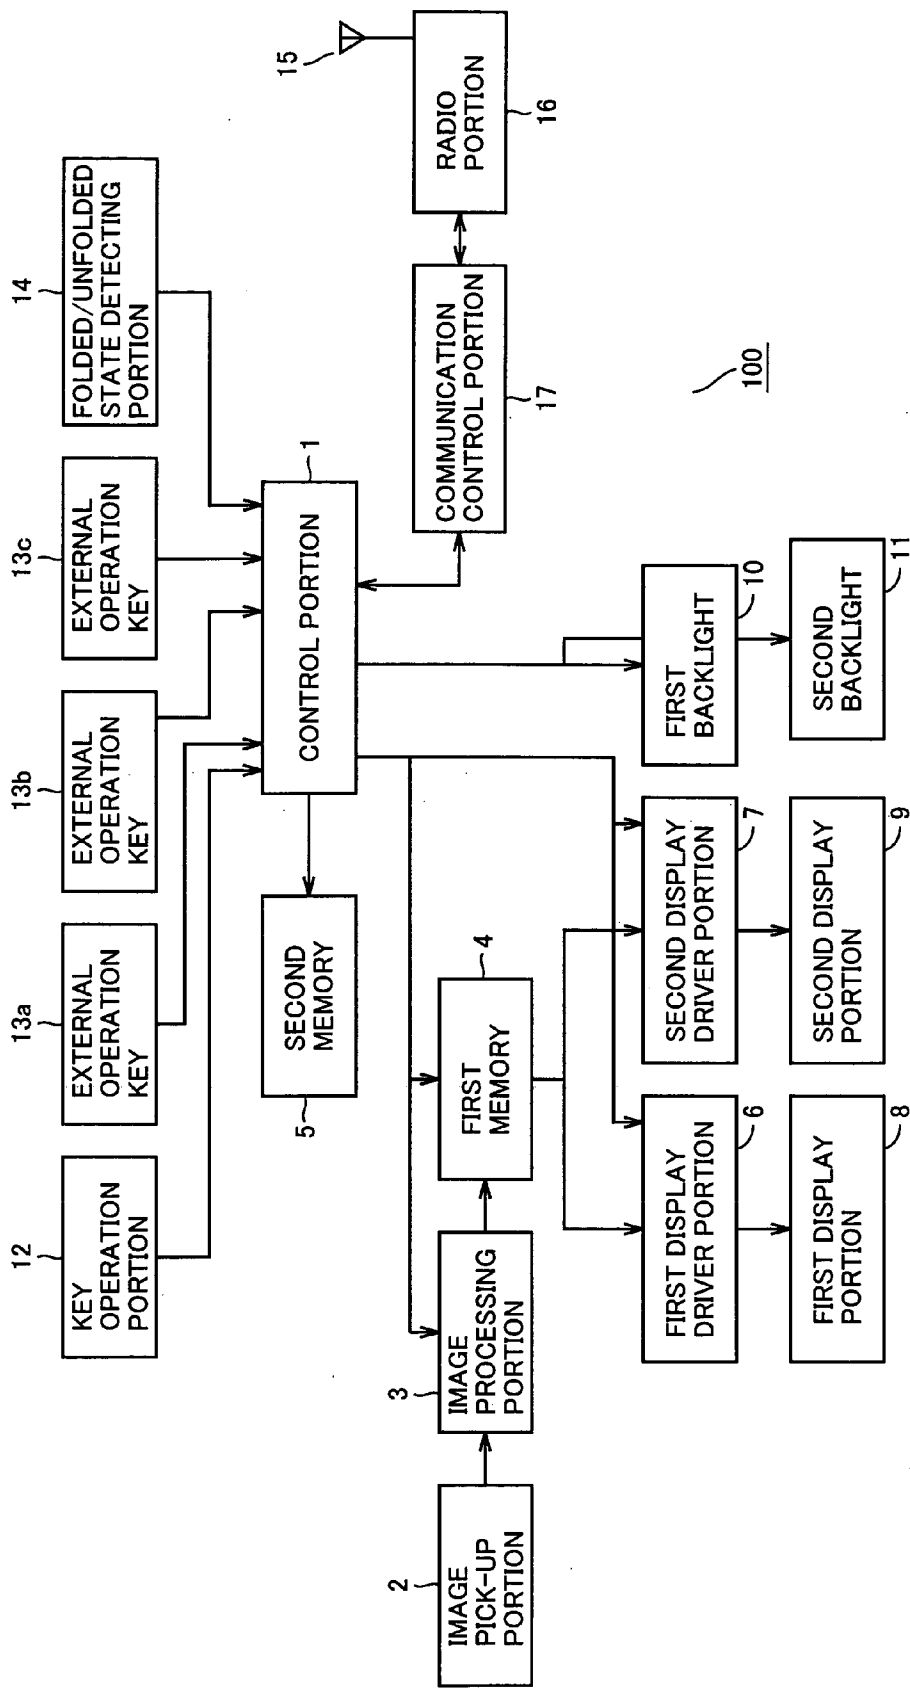 12
KEY
OPERATION
PORTION
13a
EXTERNAL
OPERATION
KEY
13b
EXTERNAL
OPERATION
KEY
13c
EXTERNAL
OPERATION
KEY
14
FOLDED/UNFOLDED
STATE DETECTING
PORTION
5
SECOND
MEMORY
1
CONTROL PORTION
15
2
IMAGE
PICK-UP
PORTION
3
IMAGE
PROCESSING
PORTION
4
FIRST
MEMORY
COMMUNICATION
CONTROL PORTION
17
RADIO
PORTION
16
FIRST DISPLAY
DRIVER PORTION
6
SECOND DISPLAY
DRIVER PORTION
7
FIRST
BACKLIGHT
10
100
FIRST DISPLAY
PORTION
8
SECOND DISPLAY
PORTION
9
SECOND
BACKLIGHT
11